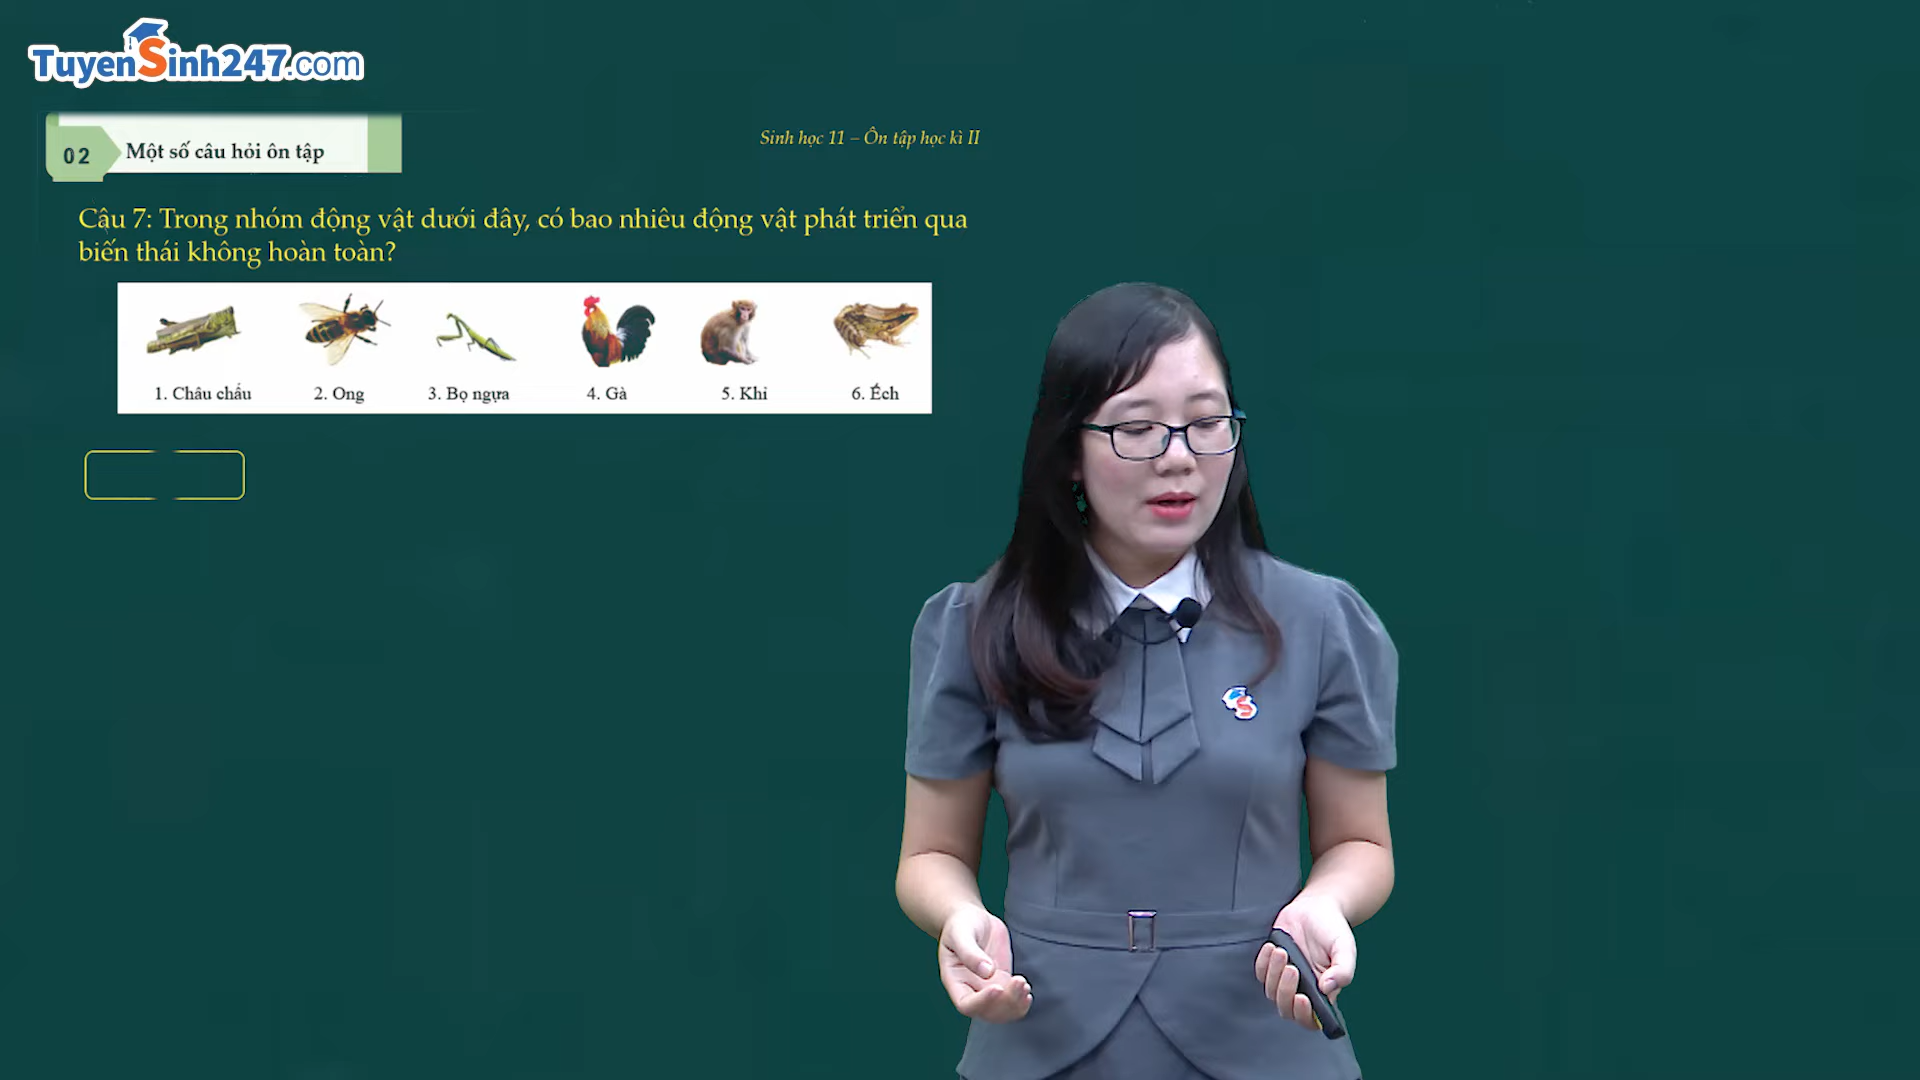 TuyenSinh247.com
02
Một số câu hỏi ôn tập
Sinh học 11 – Ôn tập học kì II
Câu 7: Trong nhóm động vật dưới đây, có bao nhiêu động vật phát triển qua
biến thái không hoàn toàn?
1. Châu chấu
2. Ong
3. Bọ ngựa
4. Gà
5. Khỉ
6. Ếch